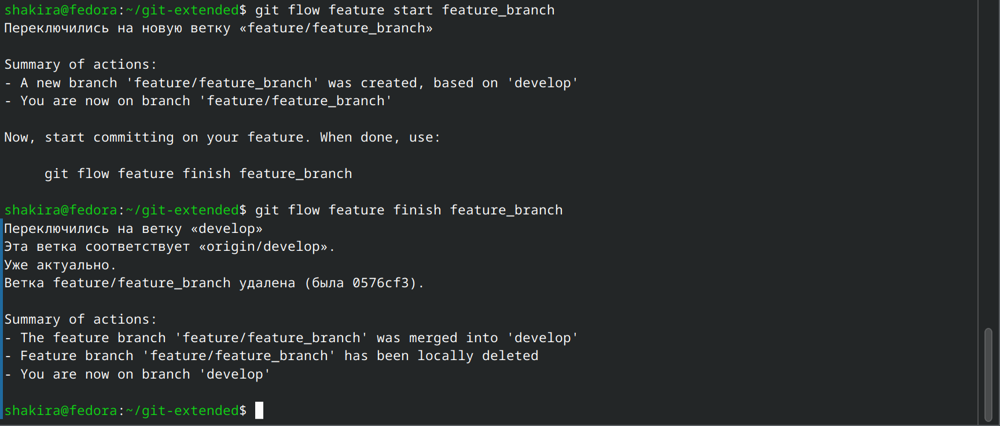 shakira@fedora:~/git-extended$ git flow feature start feature_branch
Переключились на новую ветку «feature/feature_branch»
Summary of actions:
- A new branch 'feature/feature_branch' was created, based on 'develop'
- You are now on branch 'feature/feature_branch'
Now, start committing on your feature. When done, use:
git flow feature finish feature_branch
shakira@fedora:~/git-extended$ git flow feature finish feature_branch
Переключились на ветку «develop»
Эта ветка соответствует «origin/develop».
Уже актуально.
Ветка feature/feature_branch удалена (была 0576cf3).
Summary of actions:
- The feature branch 'feature/feature_branch' was merged into 'develop'
- Feature branch 'feature/feature_branch' has been locally deleted
- You are now on branch 'develop'
shakira@fedora:~/git-extended$